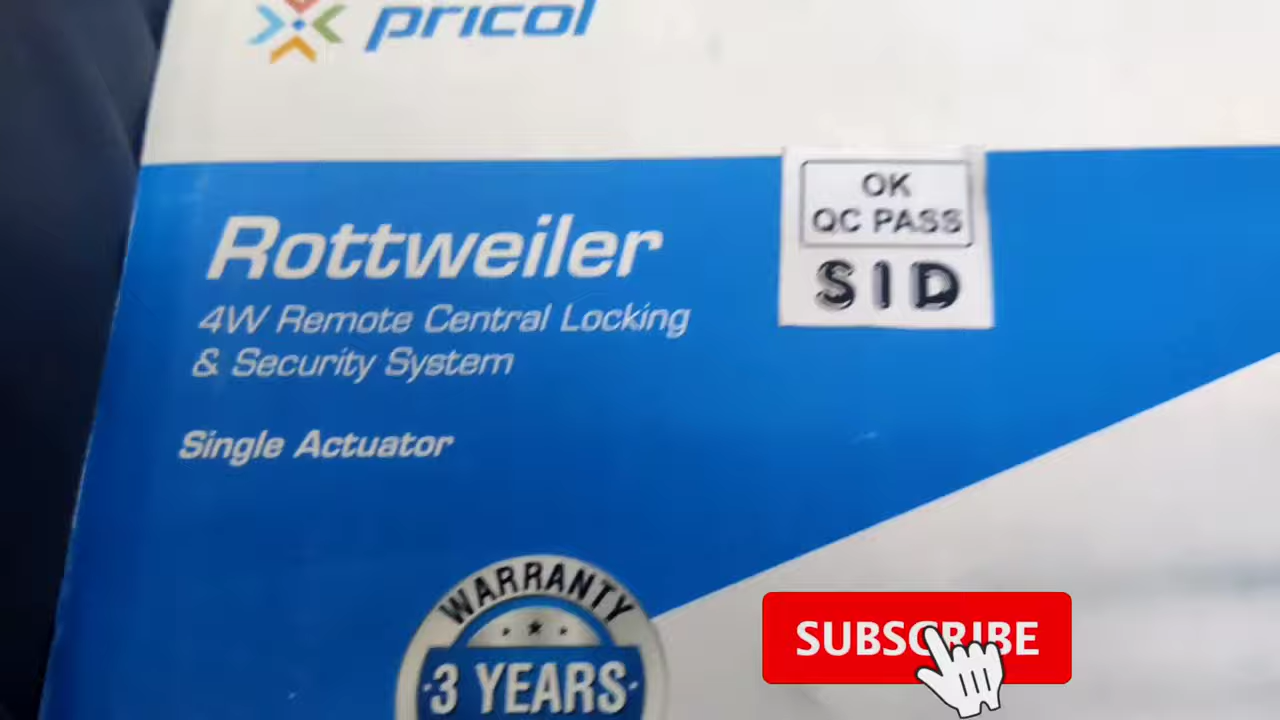 pricol
OK
QC PASS
SID
Rottweiler
4W Remote Central Locking
& Security System
Single Actuator
WARRANTY
3 YEARS
SUBSCRIBE